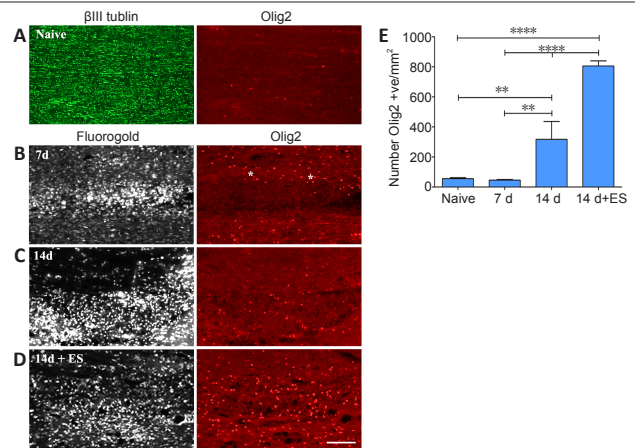 βIII tublin
Olig2
A
Naive
Fluorogold
Olig2
B
7d
*
*
C
14d
D
14d + ES
E
****
****
**
**
1000
800
600
400
200
0
Number Olig2 +ve/mm²
Naive
7 d
14 d
14 d+ES